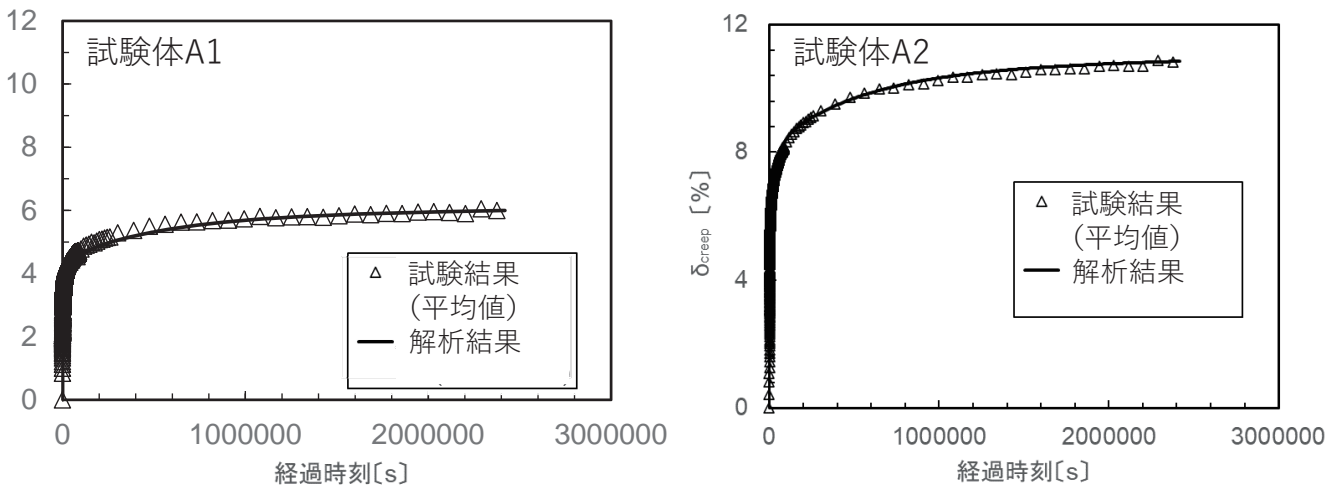 試験体A1
12
10
8
6
4
2
0
0 1000000 2000000 3000000
経過時刻〔s〕
試験結果
(平均値)
解析結果
試験体A2
12
8
4
0
δcreep〔%〕
0 1000000 2000000 3000000
経過時刻〔s〕
試験結果
(平均値)
解析結果